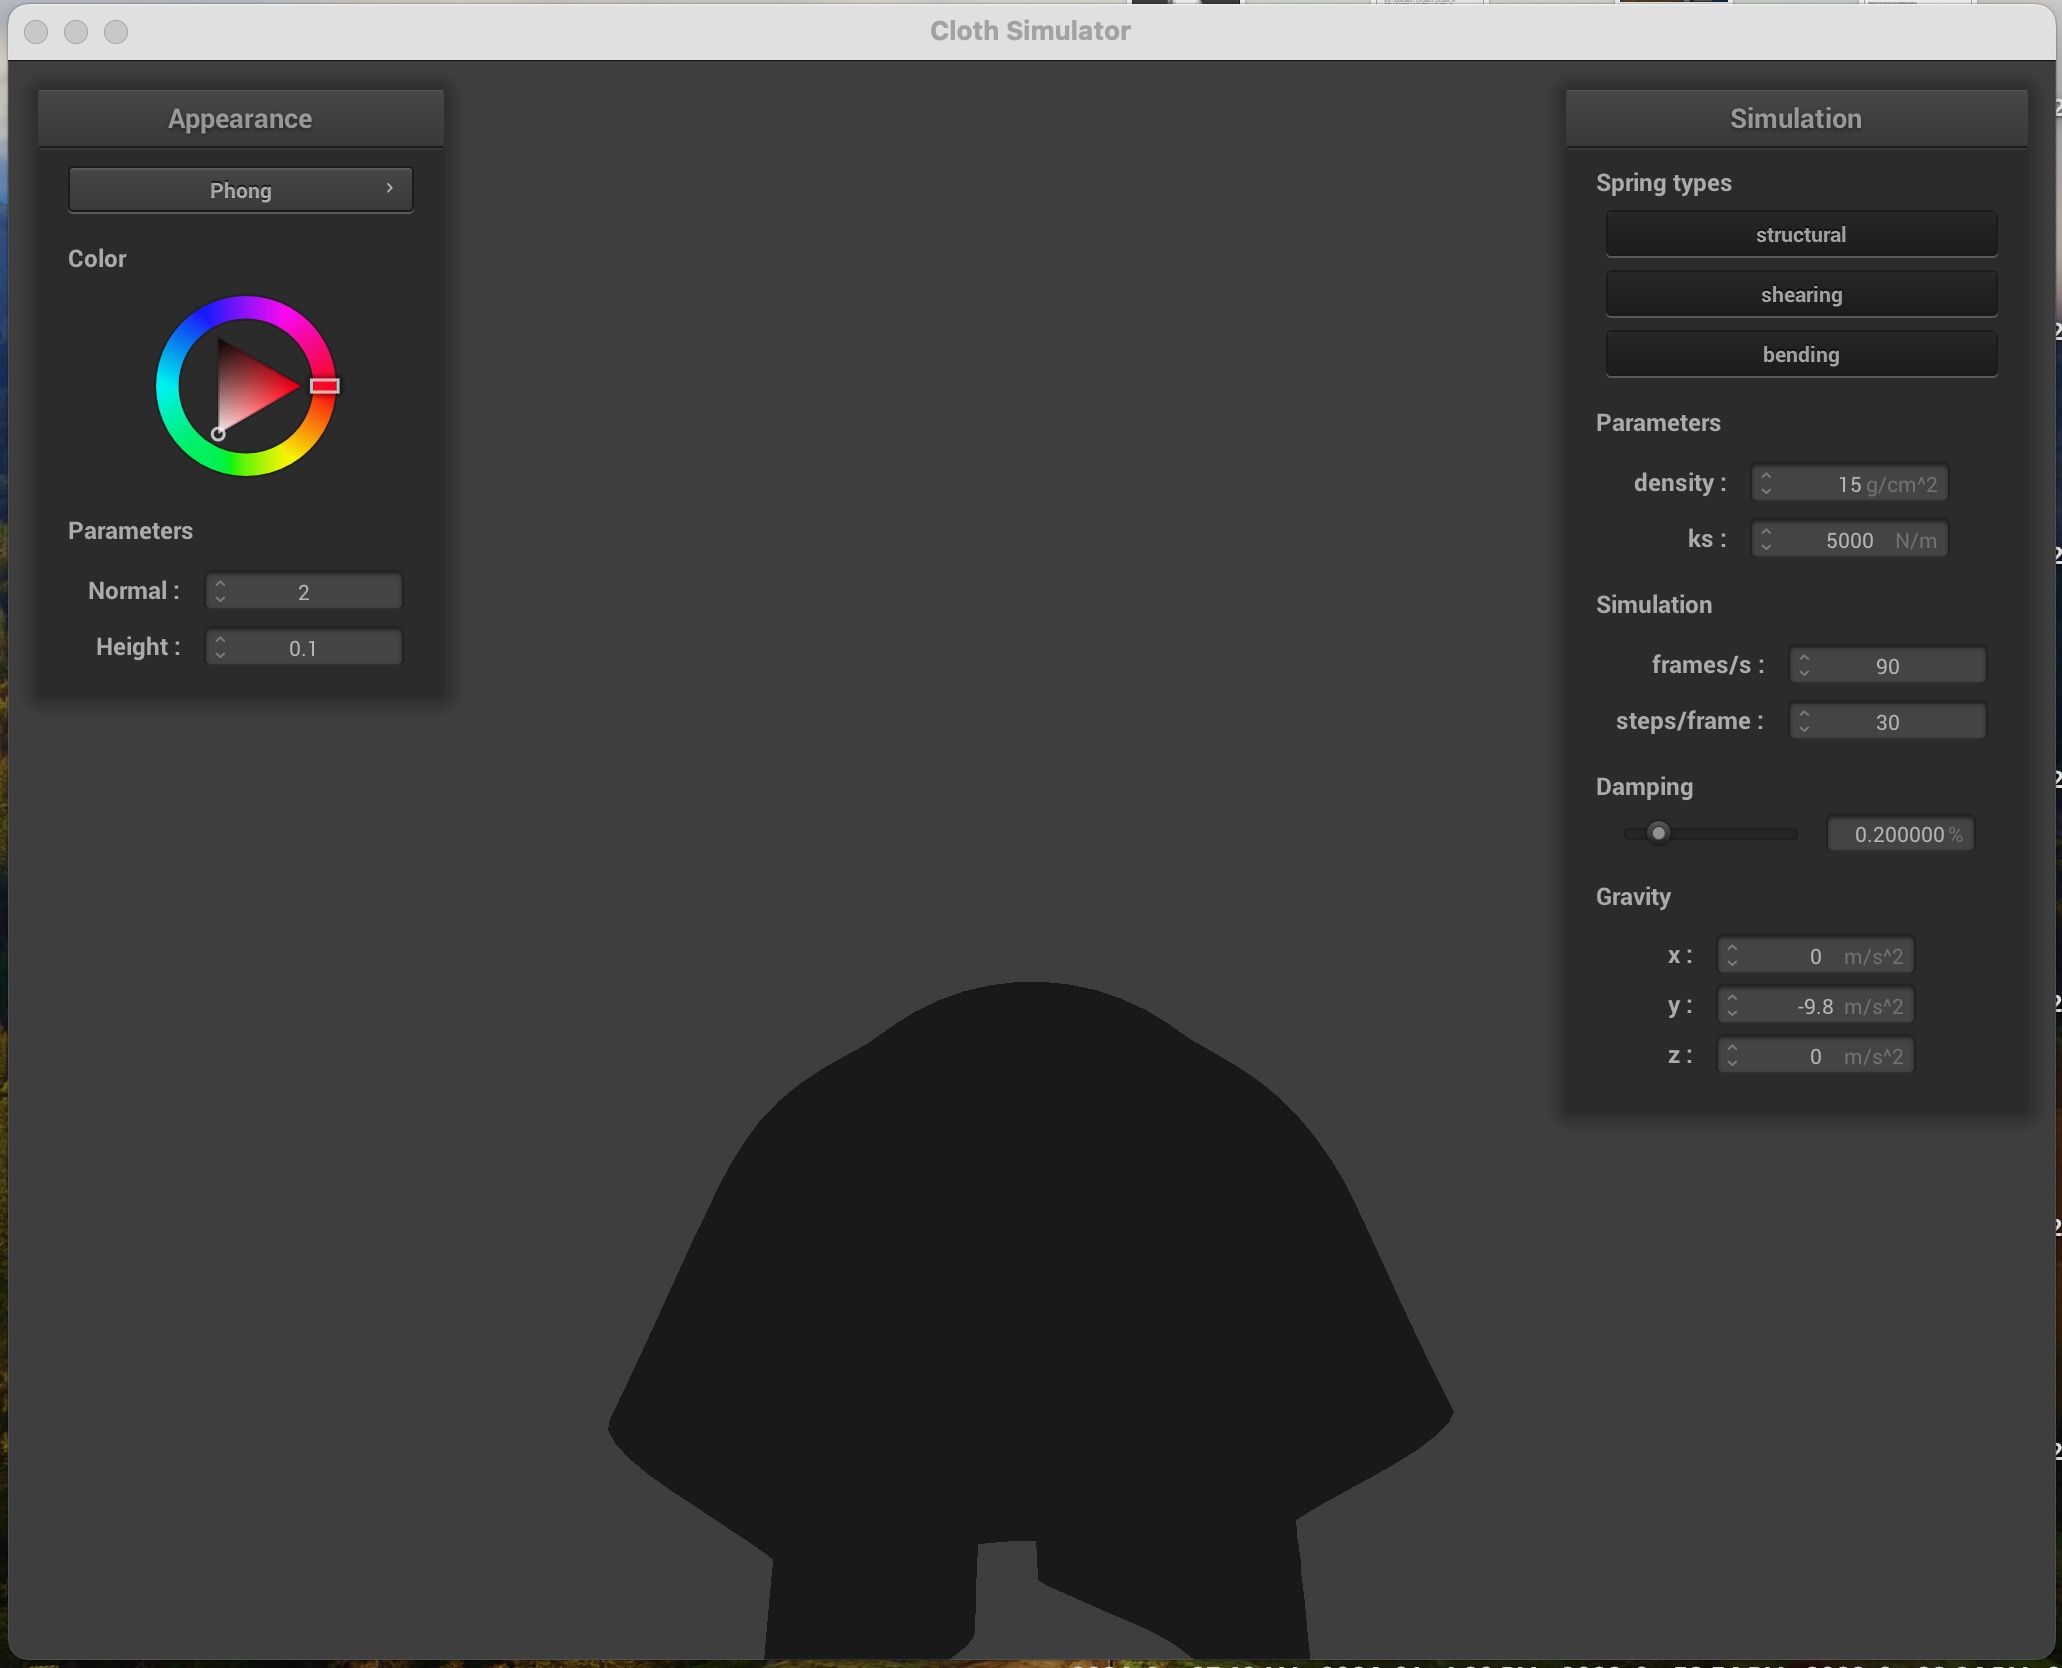 Cloth Simulator
Appearance
Phong
Color
Parameters
Normal : 2
Height : 0.1
Simulation
Spring types
structural
shearing
bending
Parameters
density : 15 g/cm^2
ks : 5000 N/m
Simulation
frames/s : 90
steps/frame : 30
Damping
0.200000 %
Gravity
x : 0 m/s^2
y : -9.8 m/s^2
z : 0 m/s^2